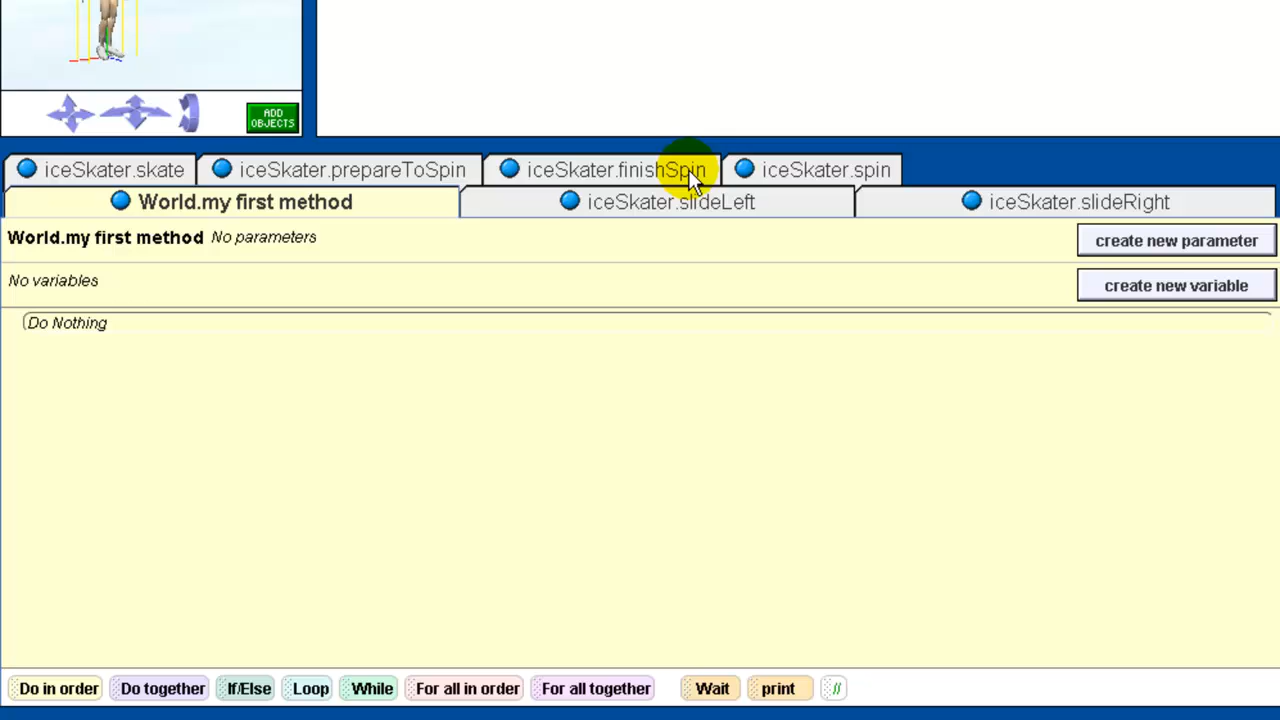 ADD
OBJECTS
iceSkater.skate iceSkater.prepareToSpin iceSkater.finishSpin iceSkater.spin
World.my first method iceSkater.slideLeft iceSkater.slideRight
World.my first method No parameters create new parameter
No variables create new variable
Do Nothing
Do in order Do together If/Else Loop While For all in order For all together Wait print //